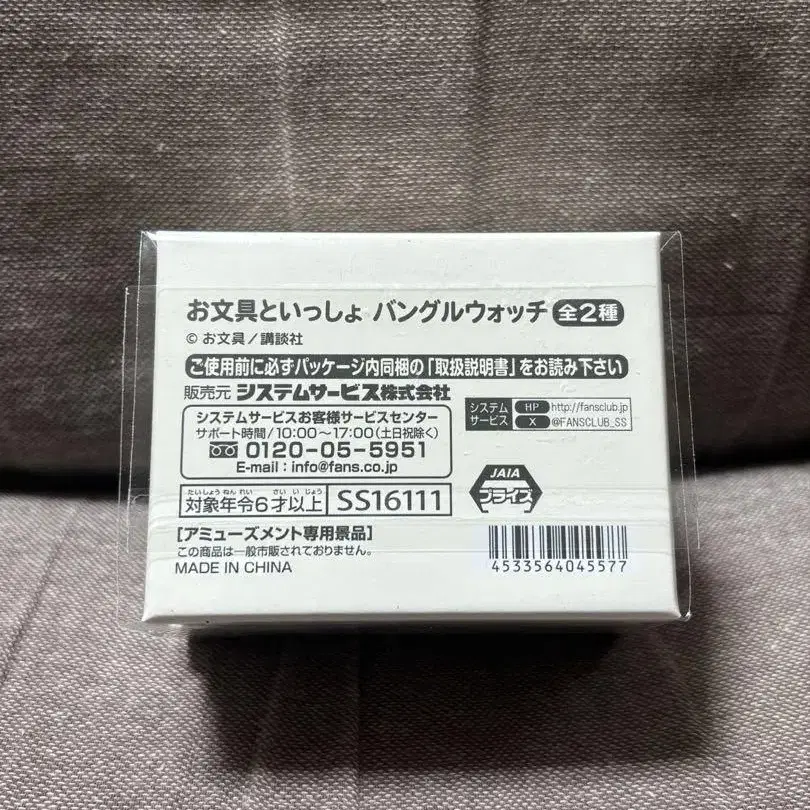 お文具といっしょ バングルウォッチ 全2種
© お文具/講談社
ご使用前に必ずパッケージ内同梱の「取扱説明書」をお読み下さい
販売元 システムサービス株式会社
システムサービスお客様サービスセンター
サポート時間/10:00~17:00(土日祝除く)
0120-05-5951
E-mail:info@fans.co.jp
システムサービス
HP http://fansclub.jp
X @FANSCLUB_SS
たいしょうねんれい さいいじょう
対象年令6才以上 SS16111
JAIA
プライズ
[アミューズメント専用景品]
この商品は一般市販されておりません。
MADE IN CHINA
4533564045577